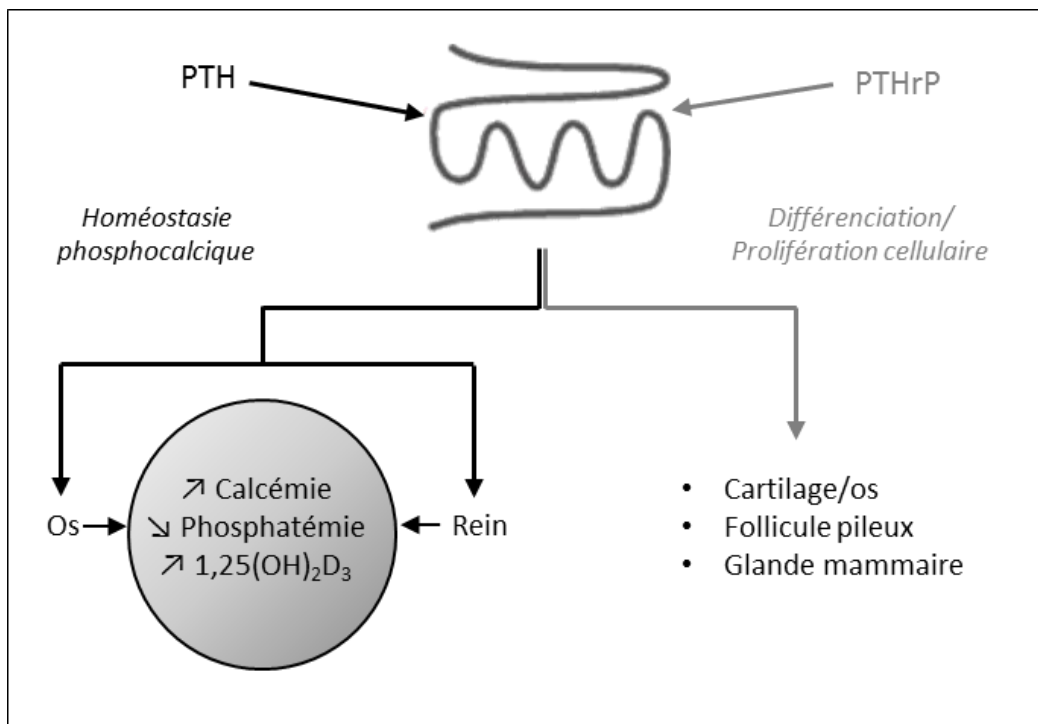 PTH
PTHrP
Homéostasie
phosphocalcique
Différenciation/
Prolifération cellulaire
↗ Calcémie
Os
↘ Phosphatémie
Rein
↗ 1,25(OH)₂D₃
• Cartilage/os
• Follicule pileux
• Glande mammaire